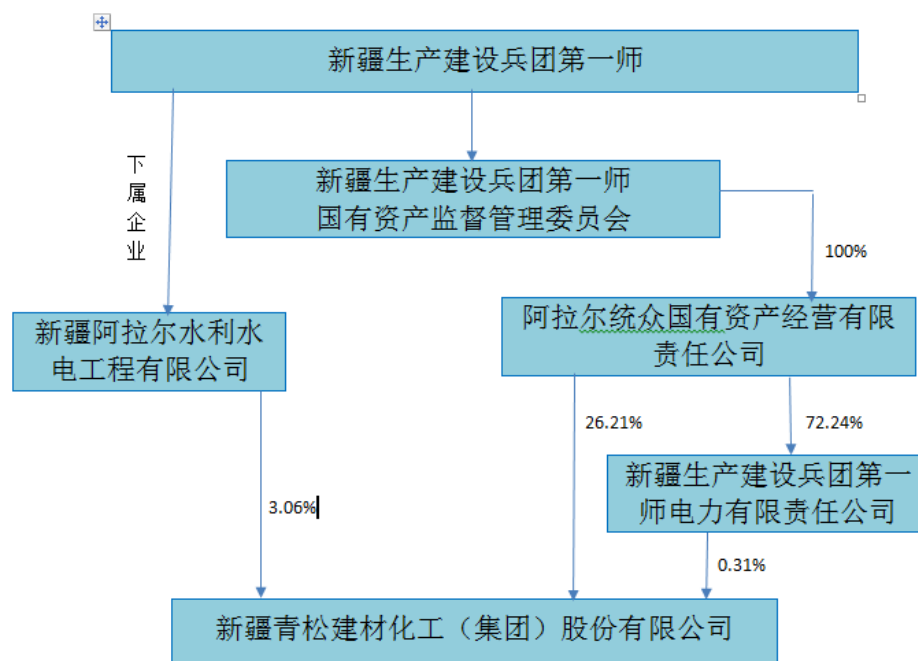 新疆生产建设兵团第一师
下
属
企
业
新疆生产建设兵团第一师
国有资产监督管理委员会
100%
新疆阿拉尔水利水
电工程有限公司
阿拉尔统众国有资产经营有限
责任公司
26.21%
72.24%
新疆生产建设兵团第一
师电力有限责任公司
3.06%
0.31%
新疆青松建材化工（集团）股份有限公司